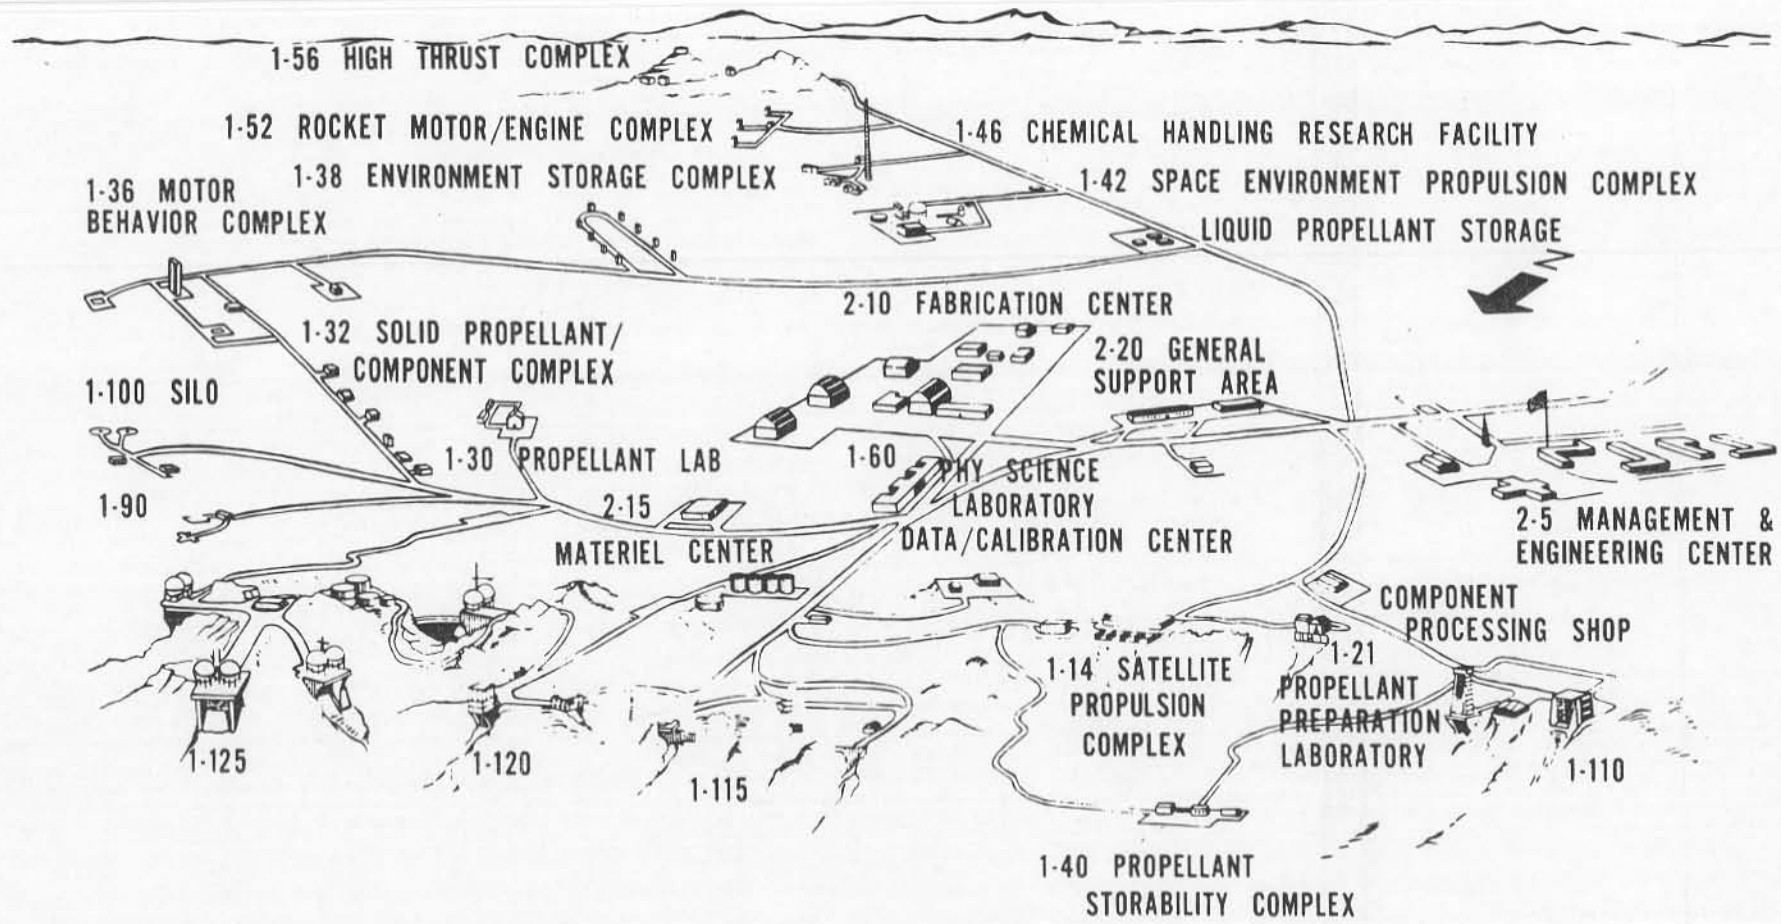 1-56 HIGH THRUST COMPLEX
1-52 ROCKET MOTOR/ENGINE COMPLEX
1-46 CHEMICAL HANDLING RESEARCH FACILITY
1-38 ENVIRONMENT STORAGE COMPLEX
1-42 SPACE ENVIRONMENT PROPULSION COMPLEX
1-36 MOTOR
BEHAVIOR COMPLEX
LIQUID PROPELLANT STORAGE
N
2-10 FABRICATION CENTER
1-32 SOLID PROPELLANT/
COMPONENT COMPLEX
2-20 GENERAL
SUPPORT AREA
1-100 SILO
1-30 PROPELLANT LAB
1-60 PHY SCIENCE
LABORATORY
DATA/CALIBRATION CENTER
1-90
2-15
MATERIEL CENTER
2-5 MANAGEMENT &
ENGINEERING CENTER
COMPONENT
PROCESSING SHOP
1-14 SATELLITE
PROPULSION
COMPLEX
1-21
PROPELLANT
PREPARATION
LABORATORY
1-125
1-120
1-115
1-110
1-40 PROPELLANT
STORABILITY COMPLEX